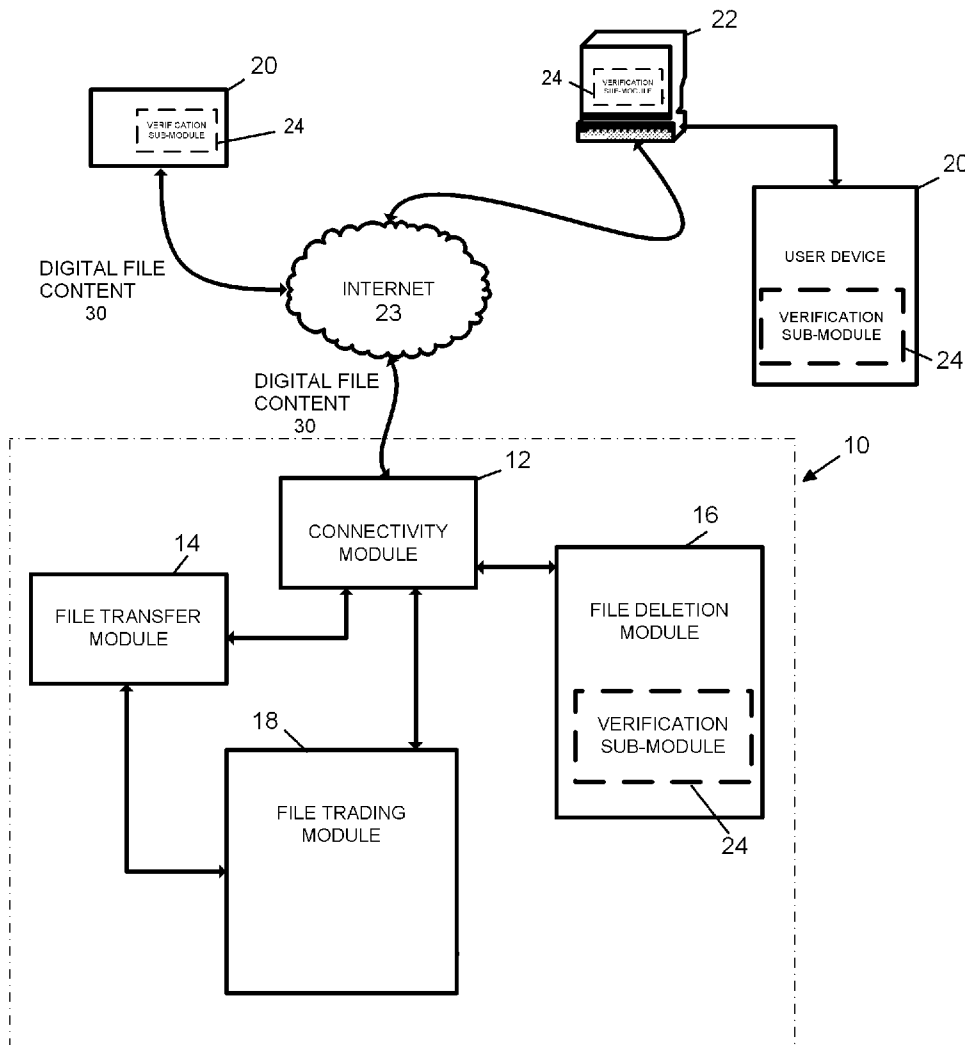 22
20
24
VERIFICATION
SUB-MODULE
VERIFICATION
SUB-MODULE
24
20
USER DEVICE
VERIFICATION
SUB-MODULE
24
DIGITAL FILE
CONTENT
30
INTERNET
23
DIGITAL FILE
CONTENT
30
10
12
CONNECTIVITY
MODULE
14
FILE TRANSFER
MODULE
16
FILE DELETION
MODULE
VERIFICATION
SUB-MODULE
24
18
FILE TRADING
MODULE